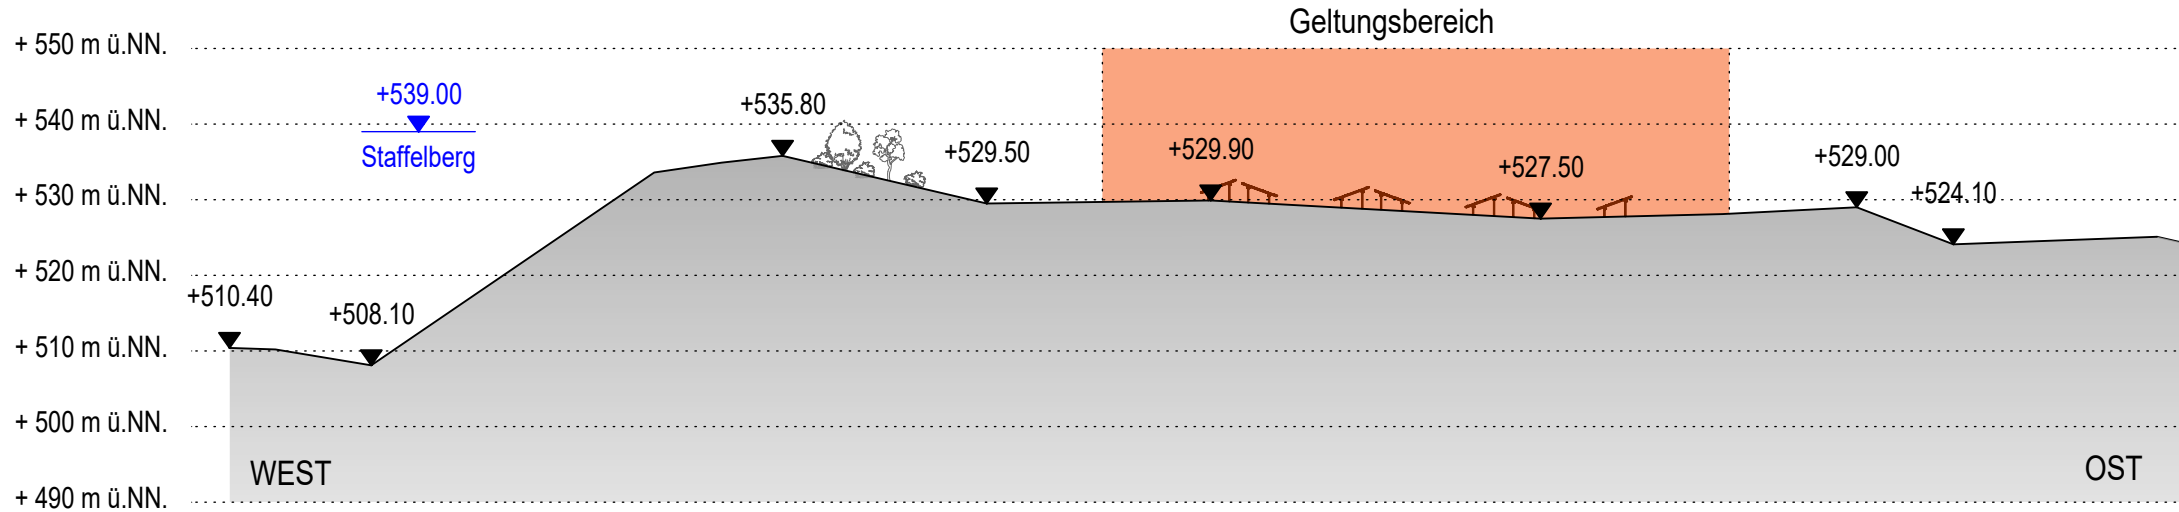 Geltungsbereich
+ 550 m ü.NN.
+539.00
+535.80
+ 540 m ü.NN.
Staffelberg
+529.50
+529.90
+527.50
+529.00
+524.10
+ 530 m ü.NN.
+ 520 m ü.NN.
+510.40
+508.10
+ 510 m ü.NN.
+ 500 m ü.NN.
WEST
OST
+ 490 m ü.NN.